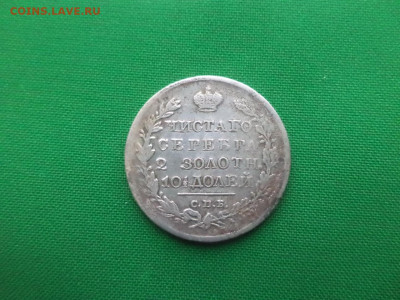 COINS.LAVE.RU
ЧИСТАГО
СЕРЕБРА
2 ЗОЛОТН
10½ ДОЛЕЙ
С.П.Б.